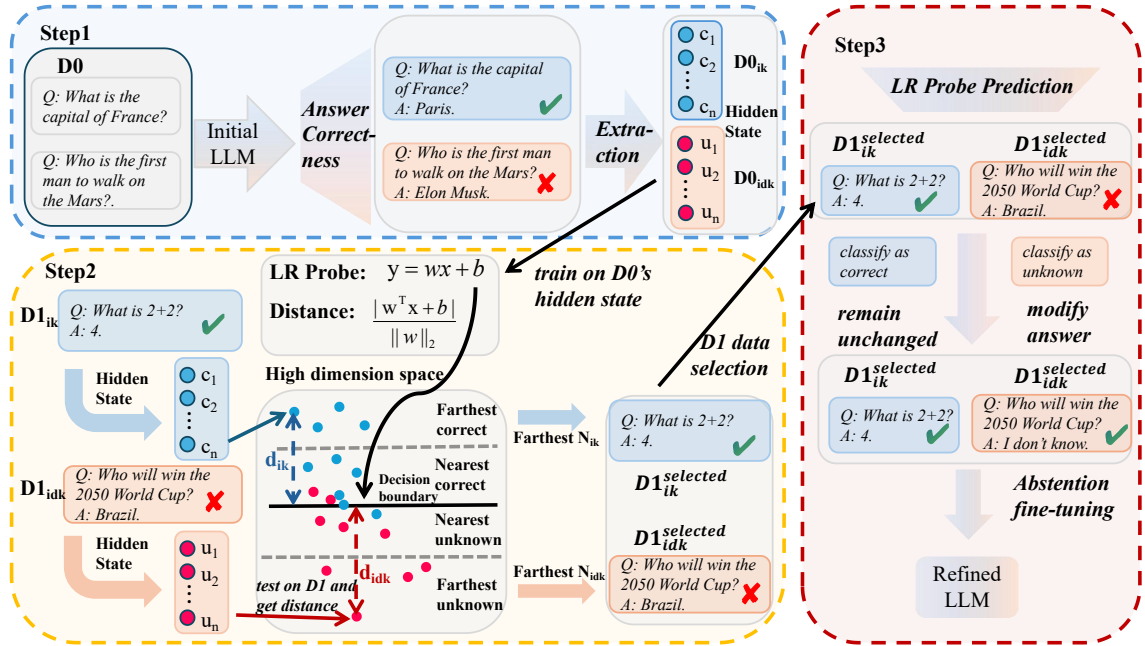 Step1
D0
Q: What is the
capital of France?
Q: Who is the first
man to walk on
the Mars?.
Initial
LLM
Answer
Correct-
ness
Q: What is the capital
of France?
A: Paris.
Q: Who is the first man
to walk on the Mars?
A: Elon Musk.
Extra-
ction
c1
c2
cn
u1
u2
un
D0ik
Hidden
State
D0idk
Step2
D1ik
Q: What is 2+2?
A: 4.
Hidden
State
c1
c2
cn
D1idk
Q: Who will win the
2050 World Cup?
A: Brazil.
Hidden
State
u1
u2
un
LR Probe: y = wx + b
Distance: | w^T x + b | / || w ||2
train on D0's
hidden state
High dimension space
dik
Decision
boundary
didk
test on D1 and
get distance
Farthest
correct
Nearest
correct
Nearest
unknown
Farthest
unknown
Farthest Nik
Farthest Nidk
D1 data
selection
Q: What is 2+2?
A: 4.
D1ik^selected
D1idk^selected
Q: Who will win the
2050 World Cup?
A: Brazil.
Step3
LR Probe Prediction
D1ik^selected
D1idk^selected
Q: What is 2+2?
A: 4.
Q: Who will win the
2050 World Cup?
A: Brazil.
classify as
correct
classify as
unknown
remain
unchanged
modify
answer
D1ik^selected
D1idk^selected
Q: What is 2+2?
A: 4.
Q: Who will win the
2050 World Cup?
A: I don't know.
Abstention
fine-tuning
Refined
LLM